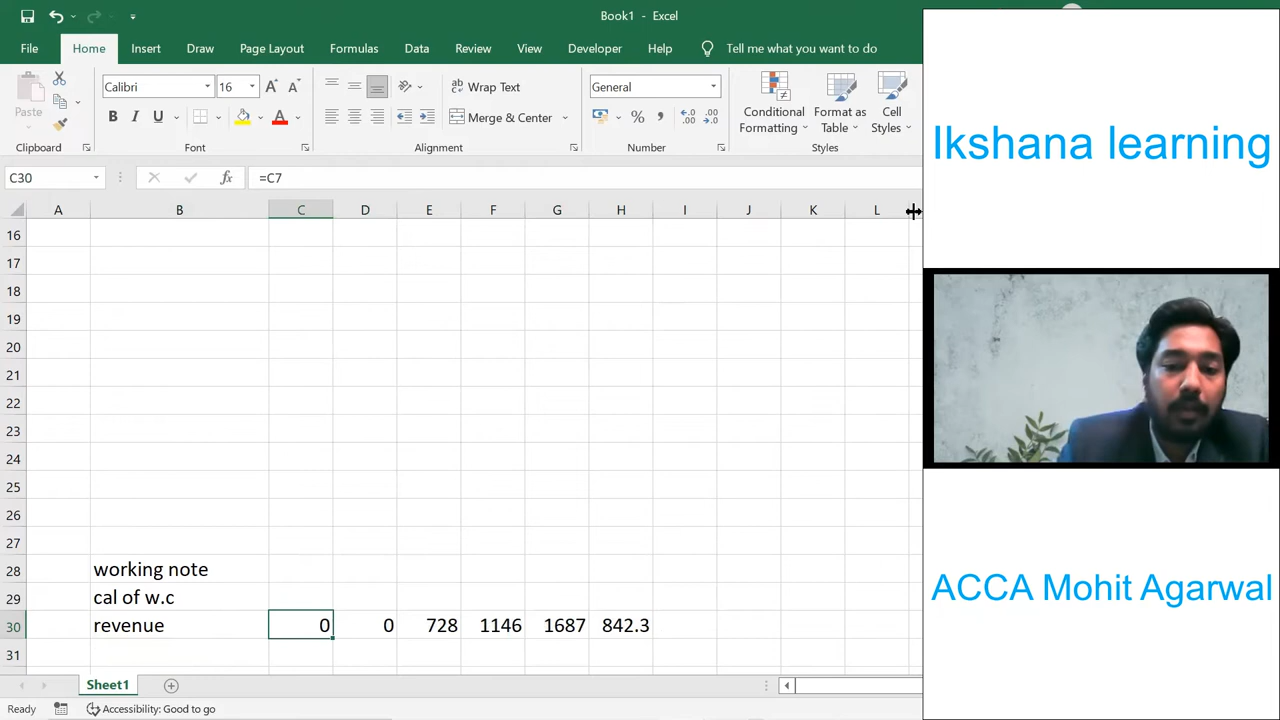 Book1 - Excel
File Home Insert Draw Page Layout Formulas Data Review View Developer Help Tell me what you want to do
Paste
Calibri 16
Wrap Text
General
B I U
Merge & Center
Conditional Formatting
Format as Table
Cell Styles
Clipboard Font Alignment Number Styles
C30 fx =C7
A B C D E F G H I J K L
16
17
18
19
20
21
22
23
24
25
26
27
28 working note
29 cal of w.c
30 revenue 0 0 728 1146 1687 842.3
31
Sheet1
Ready Accessibility: Good to go
Ikshana learning
ACCA Mohit Agarwal